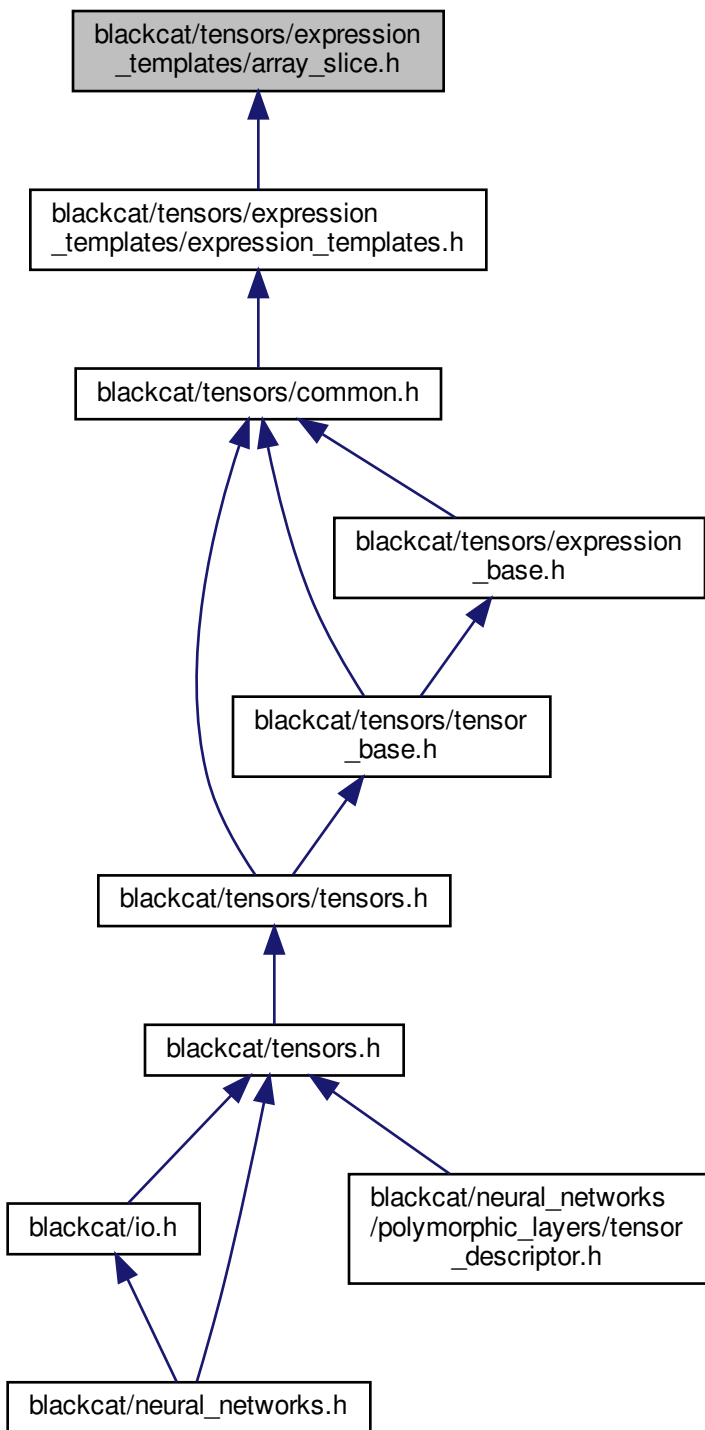 blackcat/tensors/expression
_templates/array_slice.h
blackcat/tensors/expression
_templates/expression_templates.h
blackcat/tensors/common.h
blackcat/tensors/expression
_base.h
blackcat/tensors/tensor
_base.h
blackcat/tensors/tensors.h
blackcat/tensors.h
blackcat/io.h
blackcat/neural_networks
/polymorphic_layers/tensor
_descriptor.h
blackcat/neural_networks.h